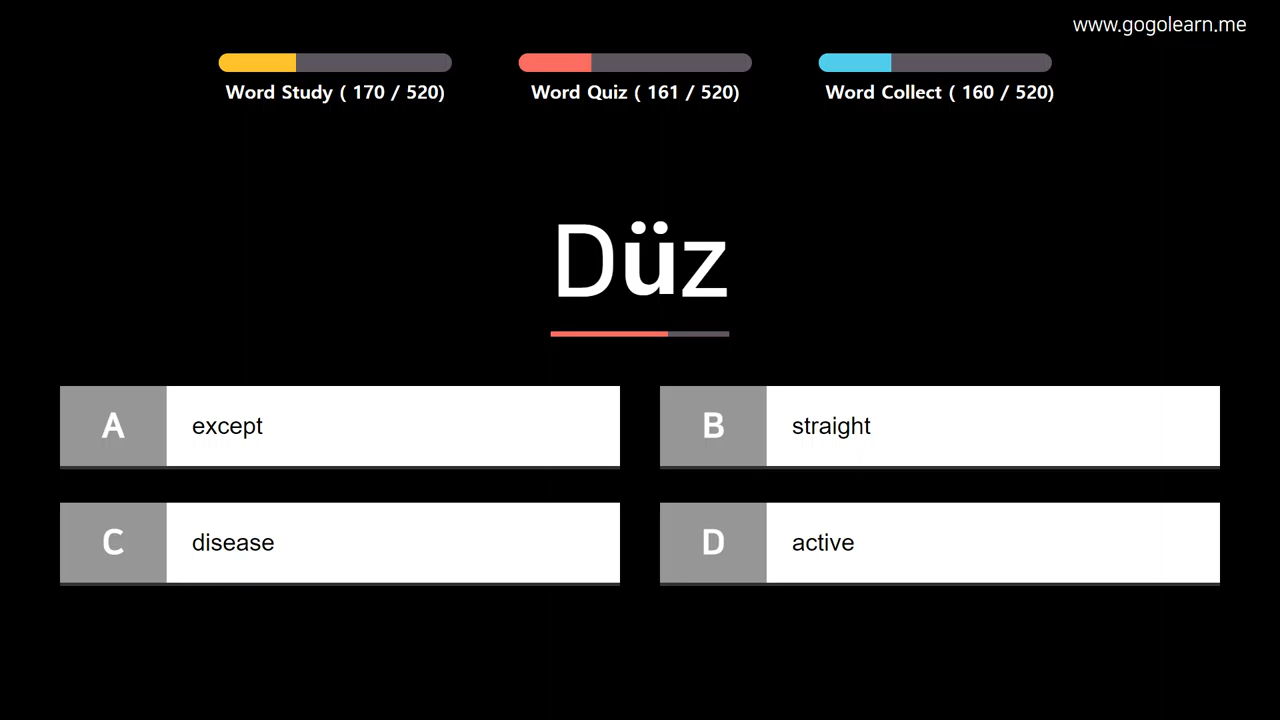 www.gogolearn.me
Word Study ( 170 / 520)
Word Quiz ( 161 / 520)
Word Collect ( 160 / 520)
Düz
A except
B straight
C disease
D active